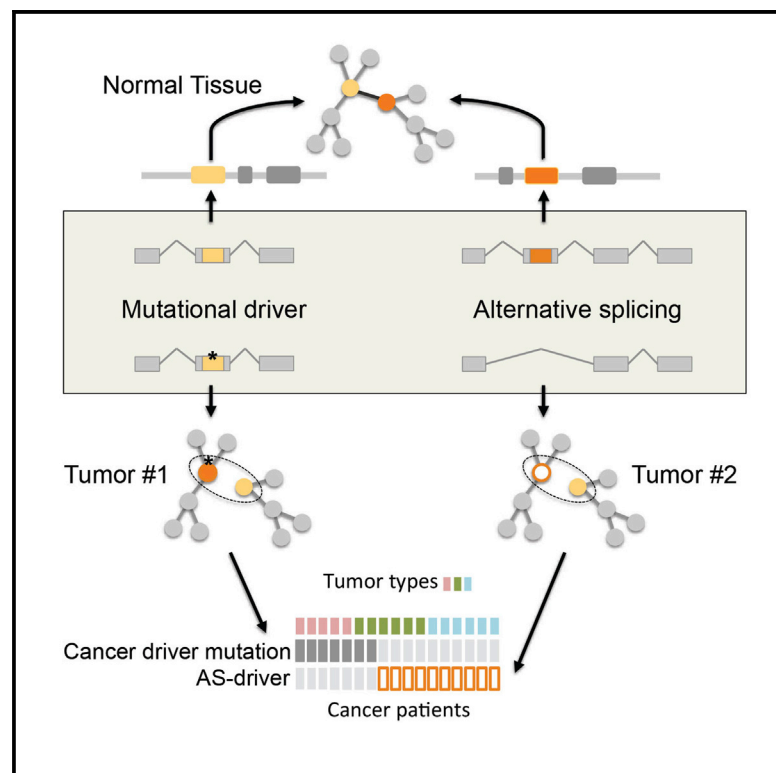 Normal Tissue
Mutational driver
Alternative splicing
*
*
Tumor #1
Tumor #2
Tumor types
Cancer driver mutation
AS-driver
Cancer patients